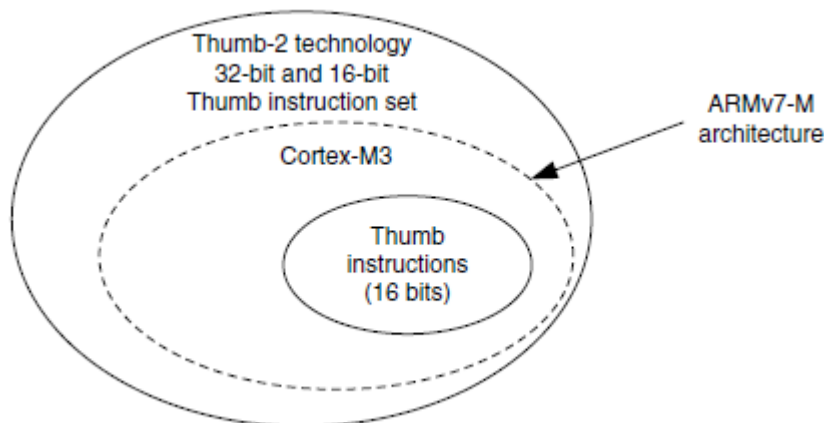 Thumb-2 technology
32-bit and 16-bit
Thumb instruction set
ARMv7-M
architecture
Cortex-M3
Thumb
instructions
(16 bits)